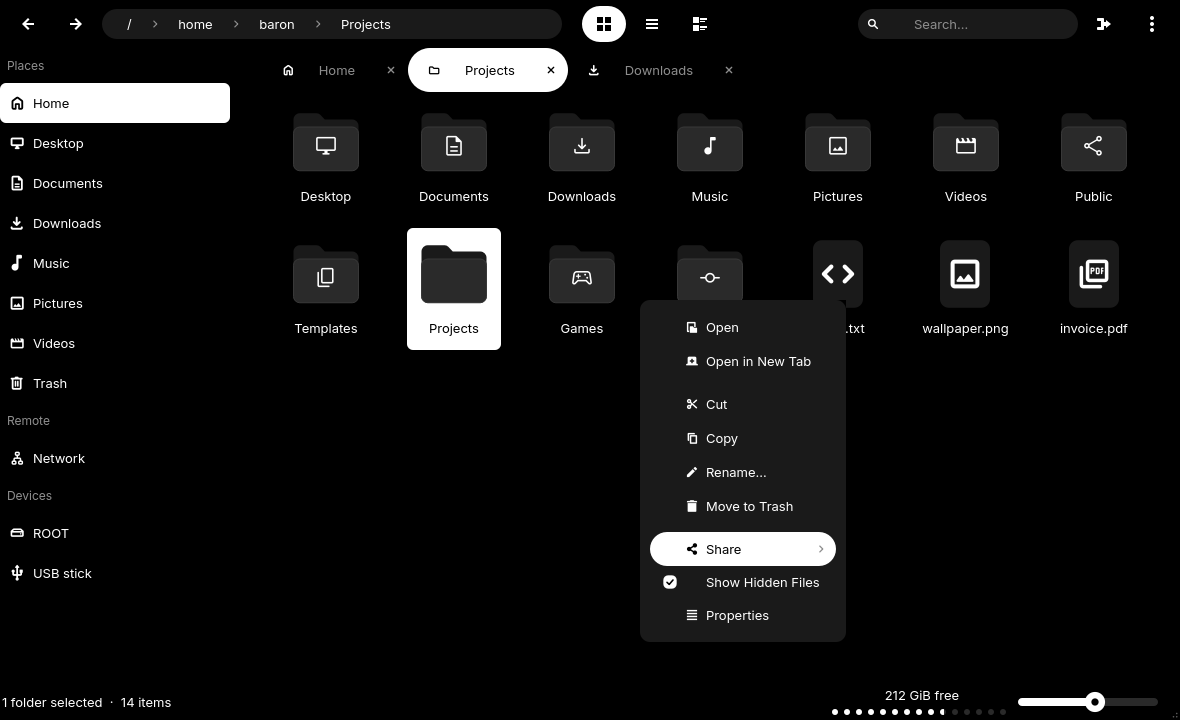 / home baron Projects Search...
Places
Home
Desktop
Documents
Downloads
Music
Pictures
Videos
Trash
Remote
Network
Devices
ROOT
USB stick
Home Projects Downloads
Desktop Documents Downloads Music Pictures Videos Public
Templates Projects Games .txt wallpaper.png invoice.pdf
PDF
Open
Open in New Tab
Cut
Copy
Rename...
Move to Trash
Share
Show Hidden Files
Properties
1 folder selected · 14 items
212 GiB free